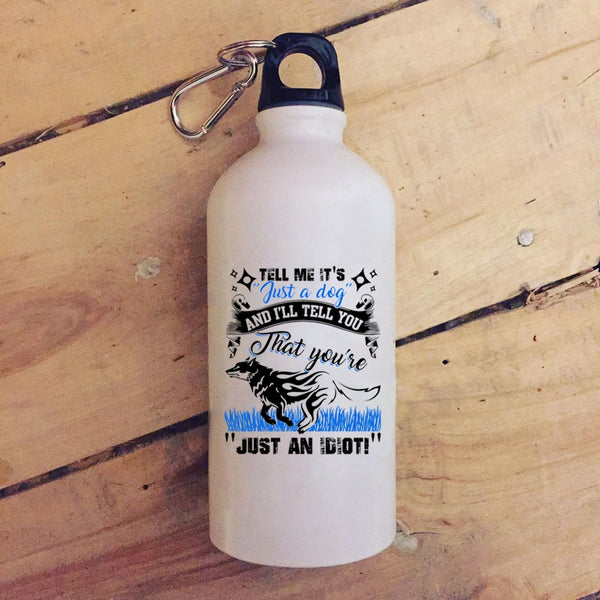 TELL ME IT'S
"Just a dog"
AND I'LL TELL YOU
That you're
"JUST AN IDIOT!"